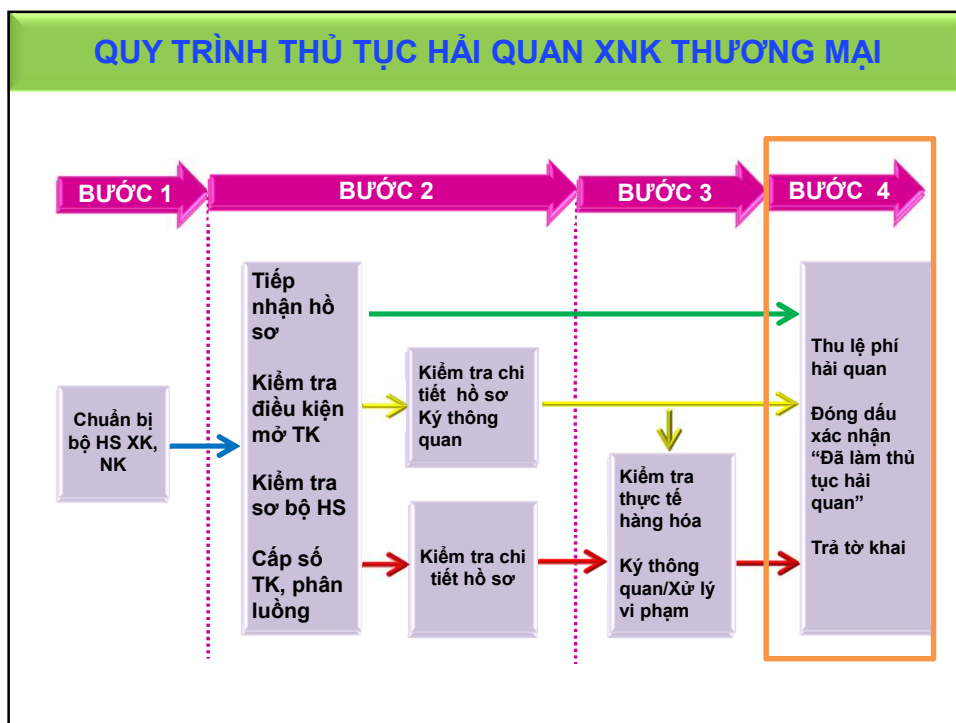 QUY TRÌNH THỦ TỤC HẢI QUAN XNK THƯƠNG MẠI
BƯỚC 1
BƯỚC 2
BƯỚC 3
BƯỚC 4
Chuẩn bị
bộ HS XK,
NK
Tiếp
nhận hồ
sơ
Kiểm tra
điều kiện
mở TK
Kiểm tra
sơ bộ HS
Cấp số
TK, phân
luồng
Kiểm tra chi
tiết hồ sơ
Ký thông
quan
Kiểm tra chi
tiết hồ sơ
Kiểm tra
thực tế
hàng hóa
Ký thông
quan/Xử lý
vi phạm
Thu lệ phí
hải quan
Đóng dấu
xác nhận
“Đã làm thủ
tục hải
quan”
Trả tờ khai